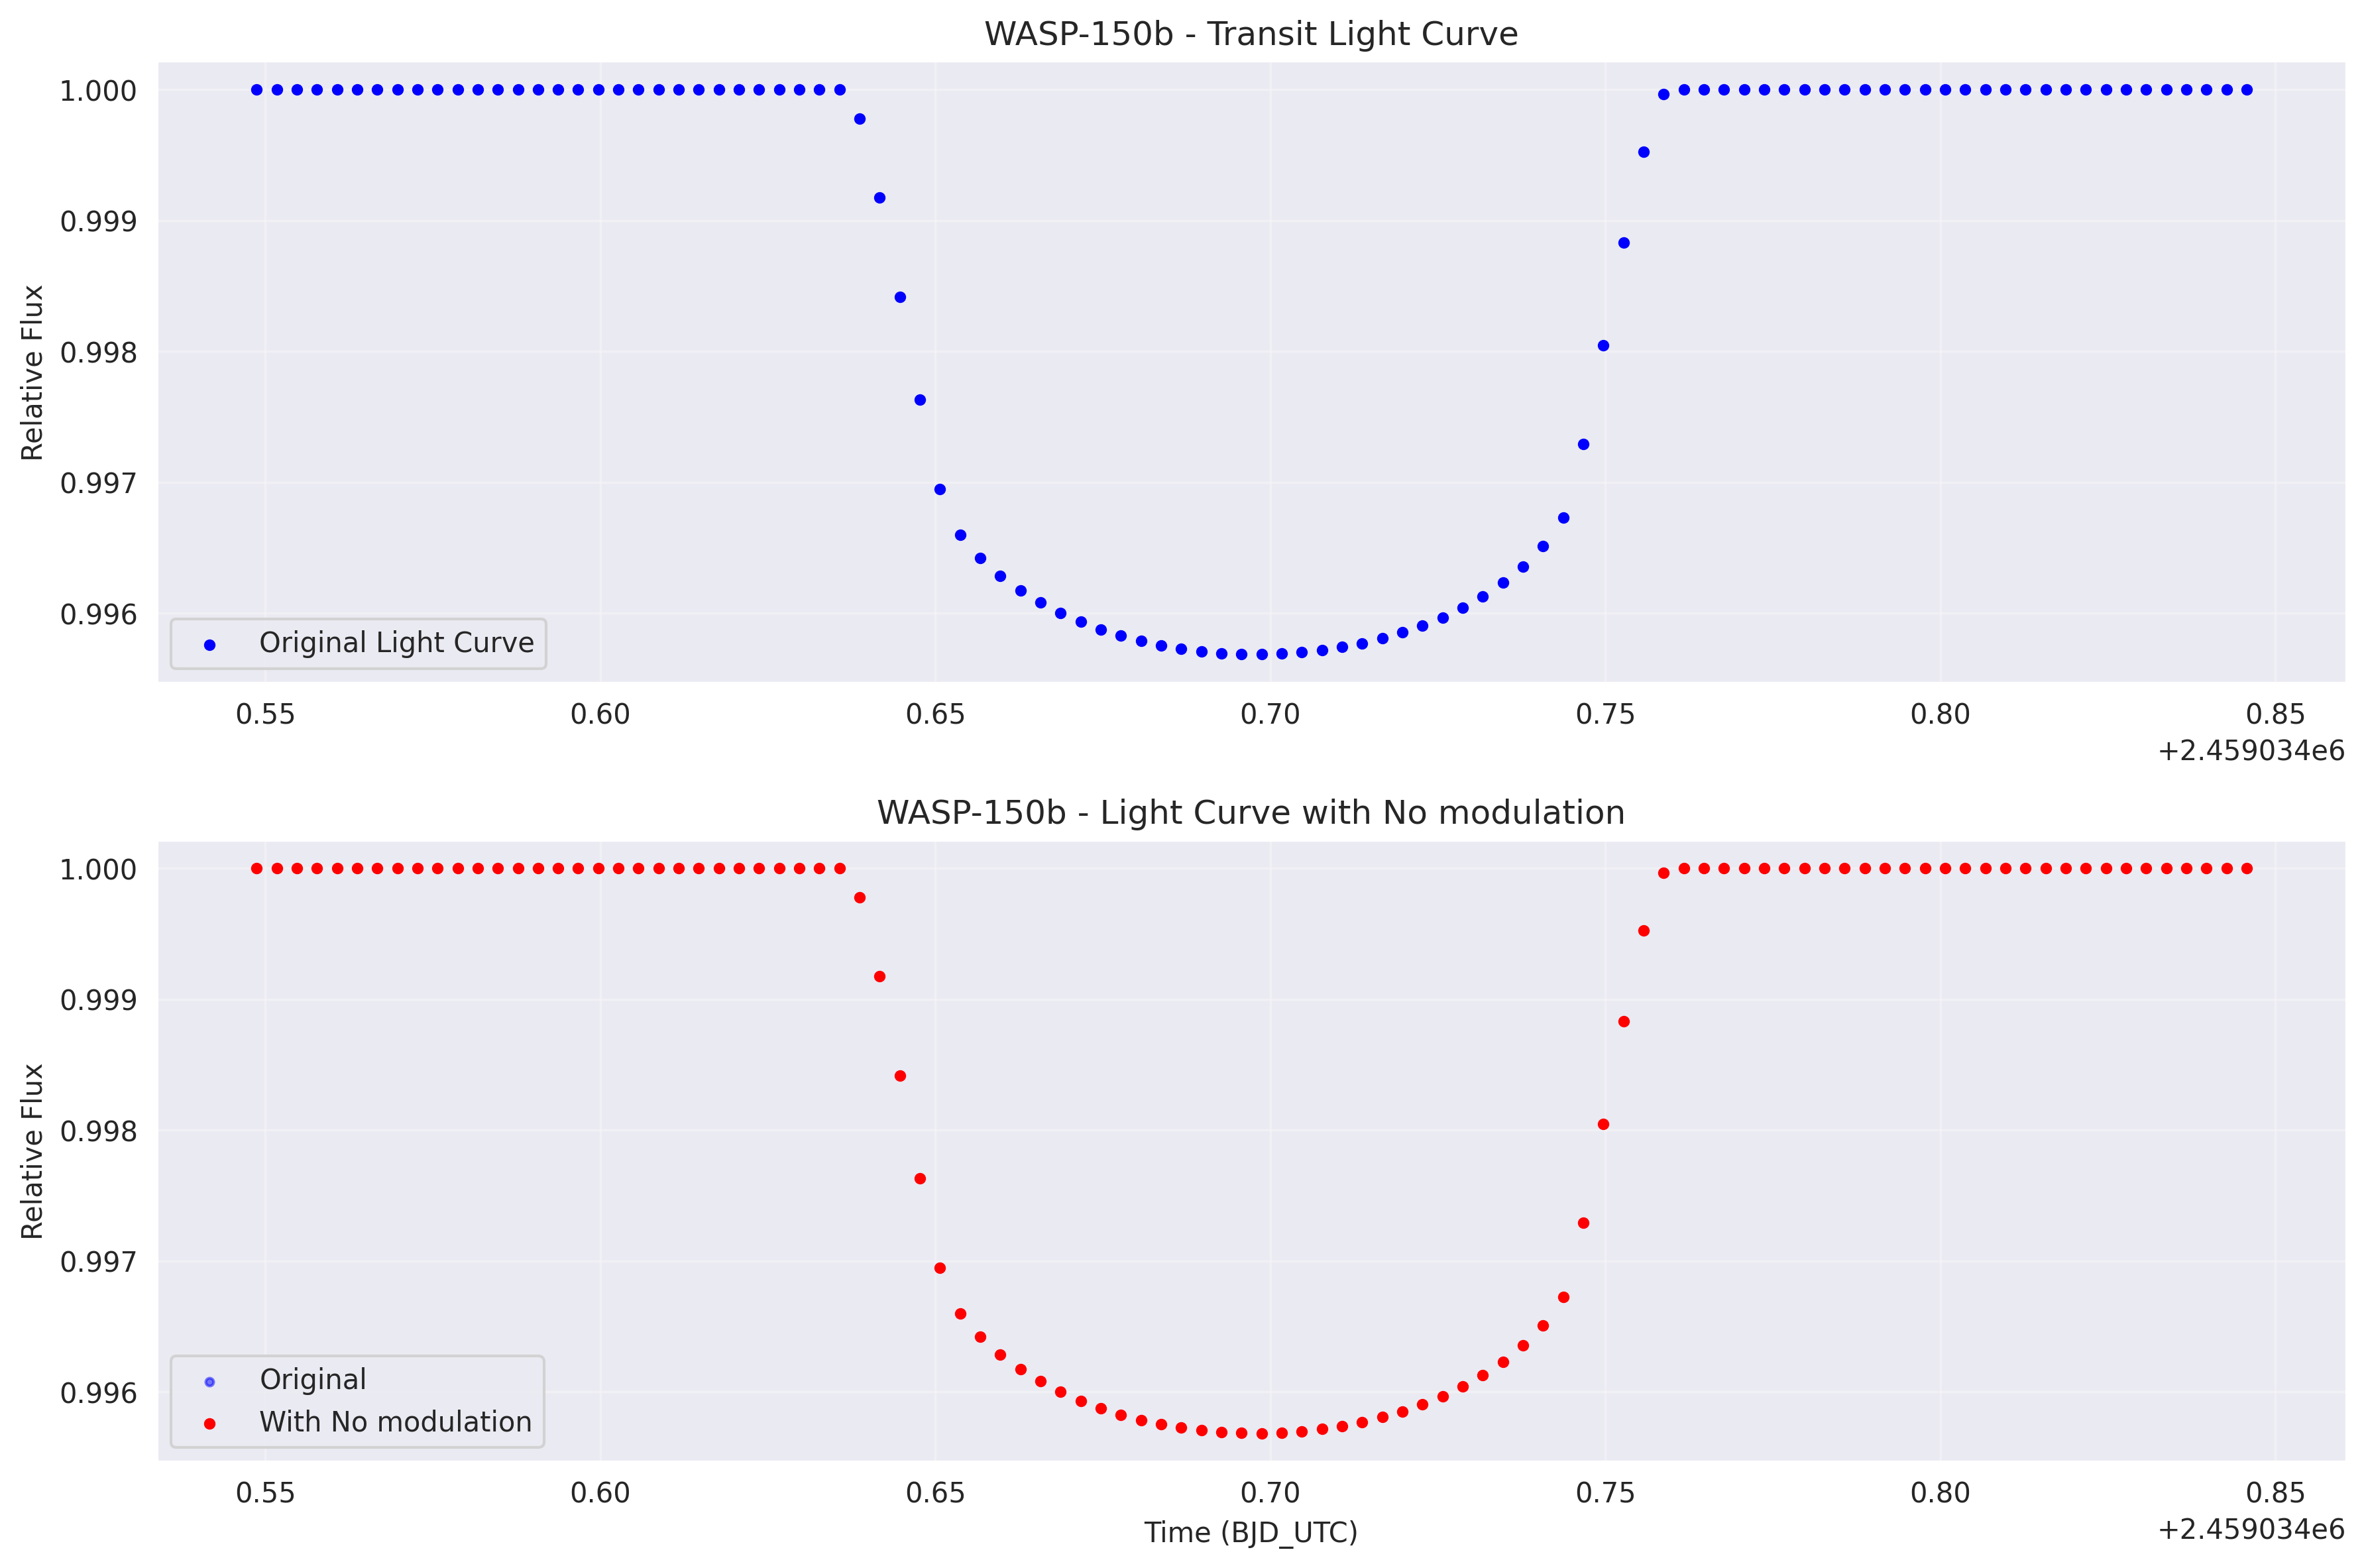 WASP-150b - Transit Light Curve
Relative Flux
1.000
0.999
0.998
0.997
0.996
Original Light Curve
0.55 0.60 0.65 0.70 0.75 0.80 0.85
+2.459034e6
WASP-150b - Light Curve with No modulation
Relative Flux
1.000
0.999
0.998
0.997
0.996
Original
With No modulation
0.55 0.60 0.65 0.70 0.75 0.80 0.85
+2.459034e6
Time (BJD_UTC)